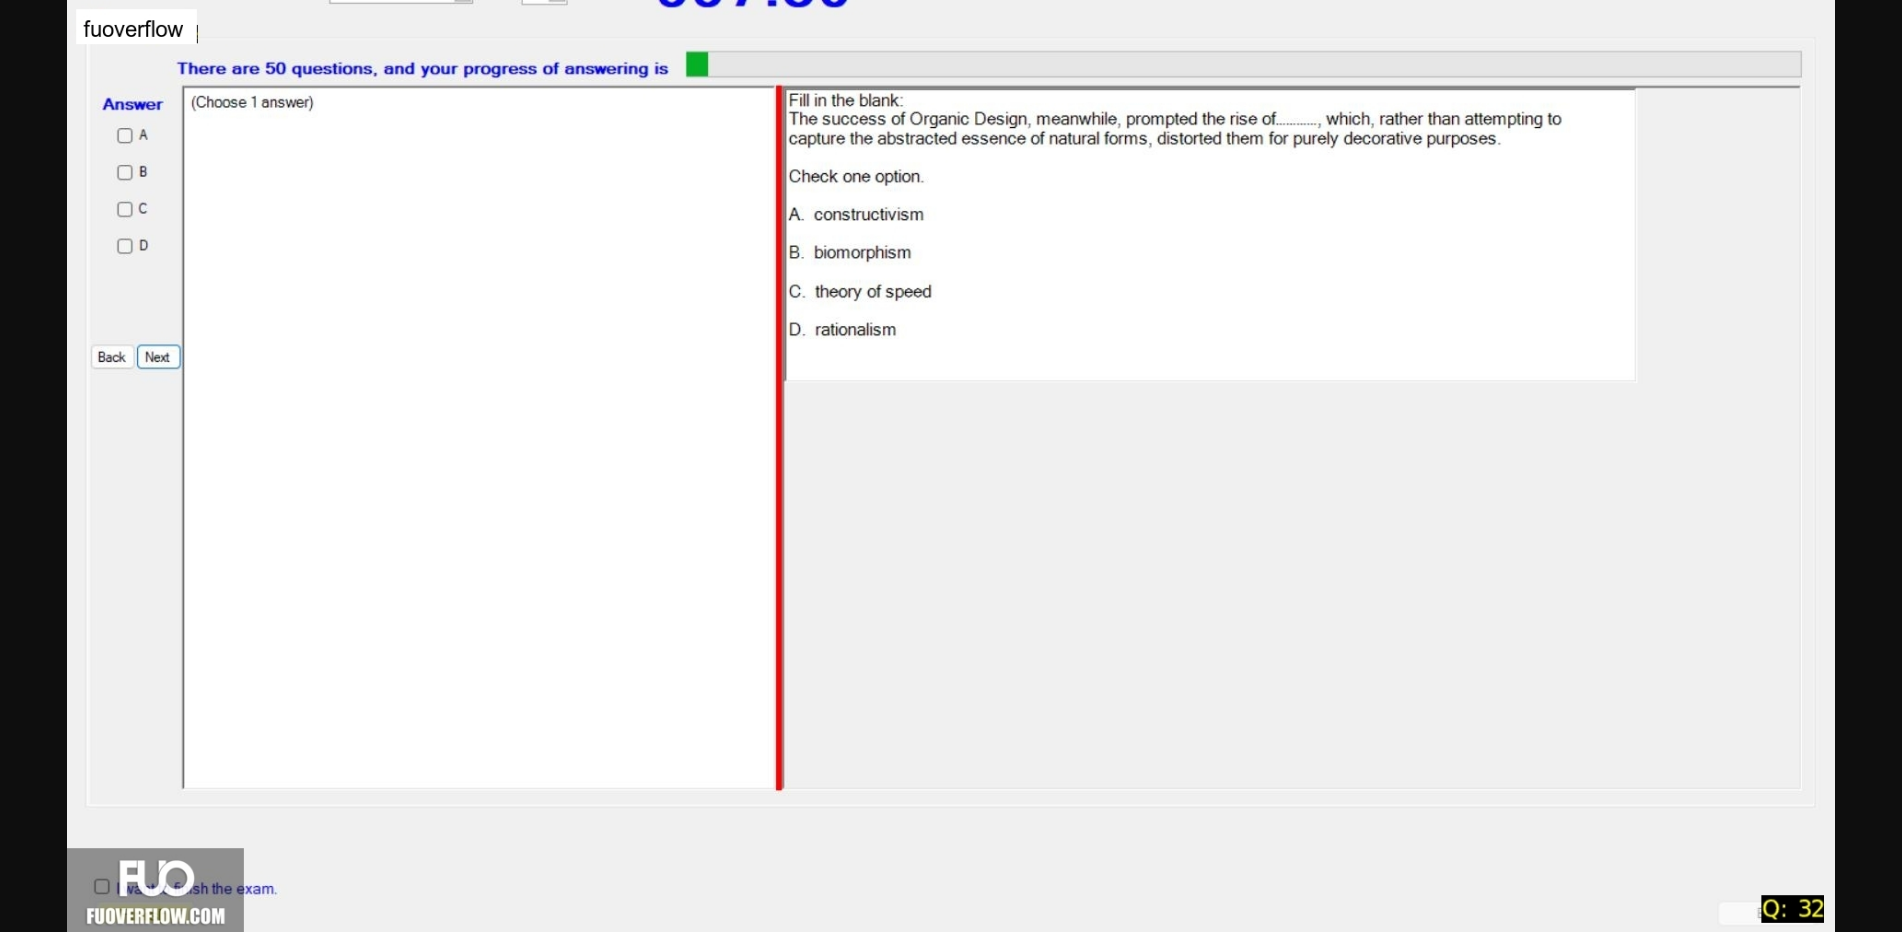 fuoverflow
There are 50 questions, and your progress of answering is
Answer
(Choose 1 answer)
A
B
C
D
Back Next
Fill in the blank:
The success of Organic Design, meanwhile, prompted the rise of............, which, rather than attempting to
capture the abstracted essence of natural forms, distorted them for purely decorative purposes.
Check one option.
A. constructivism
B. biomorphism
C. theory of speed
D. rationalism
FUO
sh the exam.
FUOVERFLOW.COM
Q: 32